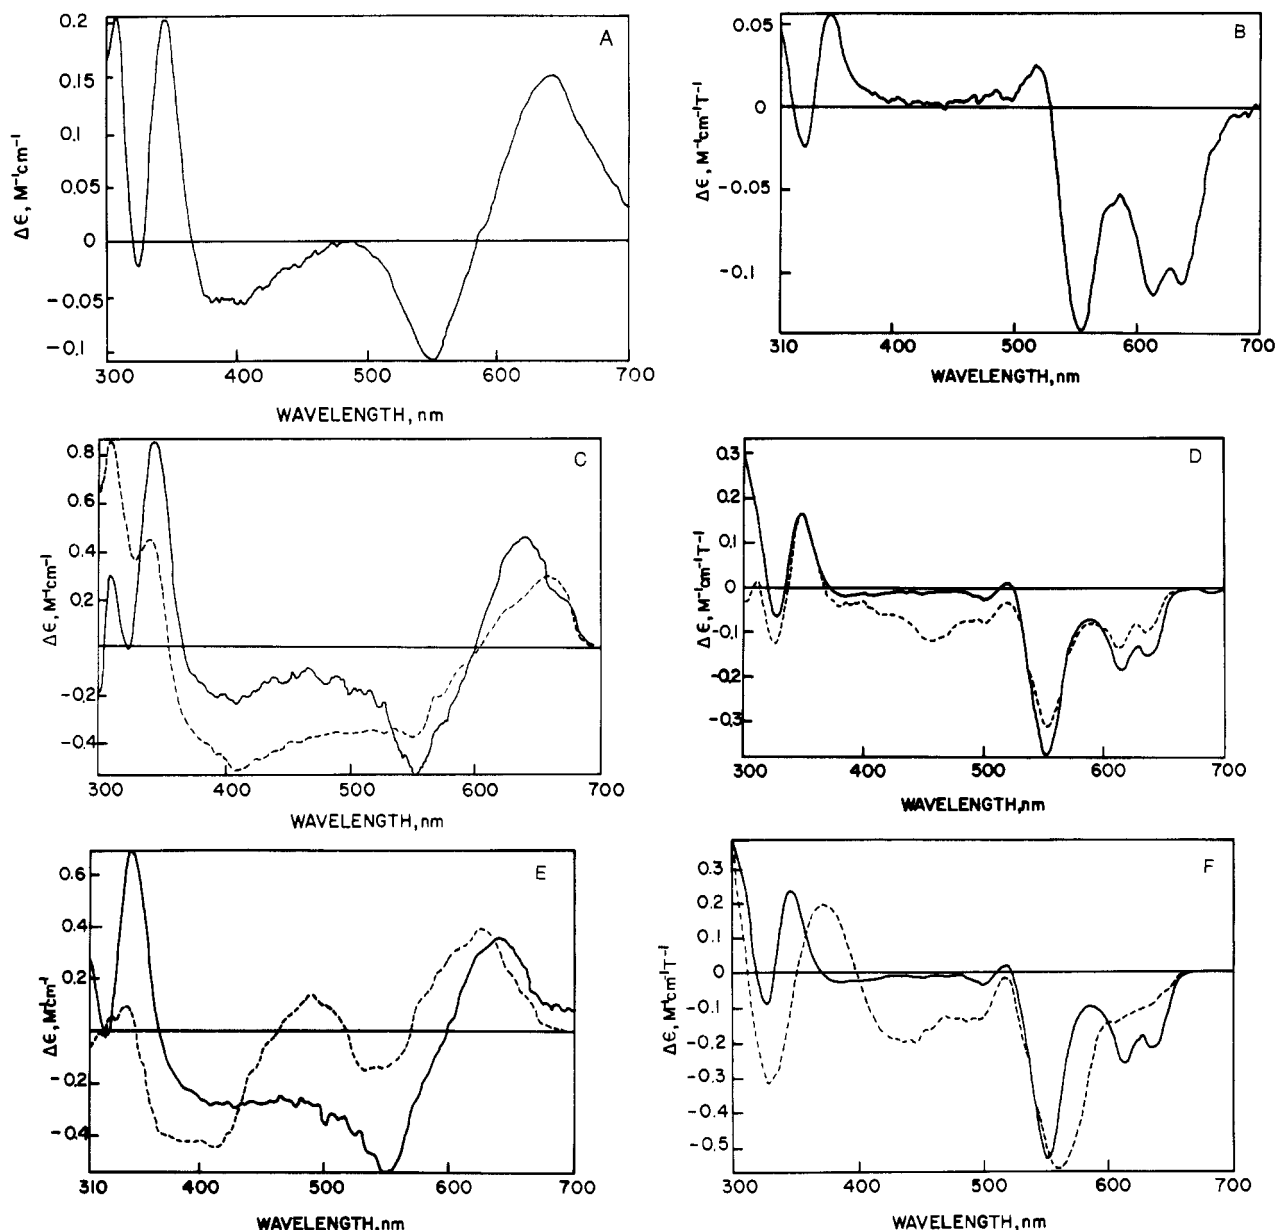 A
Δε, M⁻¹cm⁻¹
0.2
0.15
0.1
0.05
0
-0.05
-0.1
300 400 500 600 700
WAVELENGTH, nm
B
Δε, M⁻¹cm⁻¹T⁻¹
0.05
0
-0.05
-0.1
310 400 500 600 700
WAVELENGTH, nm
C
Δε, M⁻¹cm⁻¹
0.8
0.6
0.4
0.2
0
-0.2
-0.4
300 400 500 600 700
WAVELENGTH, nm
D
Δε, M⁻¹cm⁻¹T⁻¹
0.3
0.2
0.1
0
-0.1
-0.2
-0.3
300 400 500 600 700
WAVELENGTH, nm
E
Δε, M⁻¹cm⁻¹
0.6
0.4
0.2
0
-0.2
-0.4
310 400 500 600 700
WAVELENGTH, nm
F
Δε, M⁻¹cm⁻¹T⁻¹
0.3
0.2
0.1
0
-0.1
-0.2
-0.3
-0.4
-0.5
300 400 500 600 700
WAVELENGTH, nm